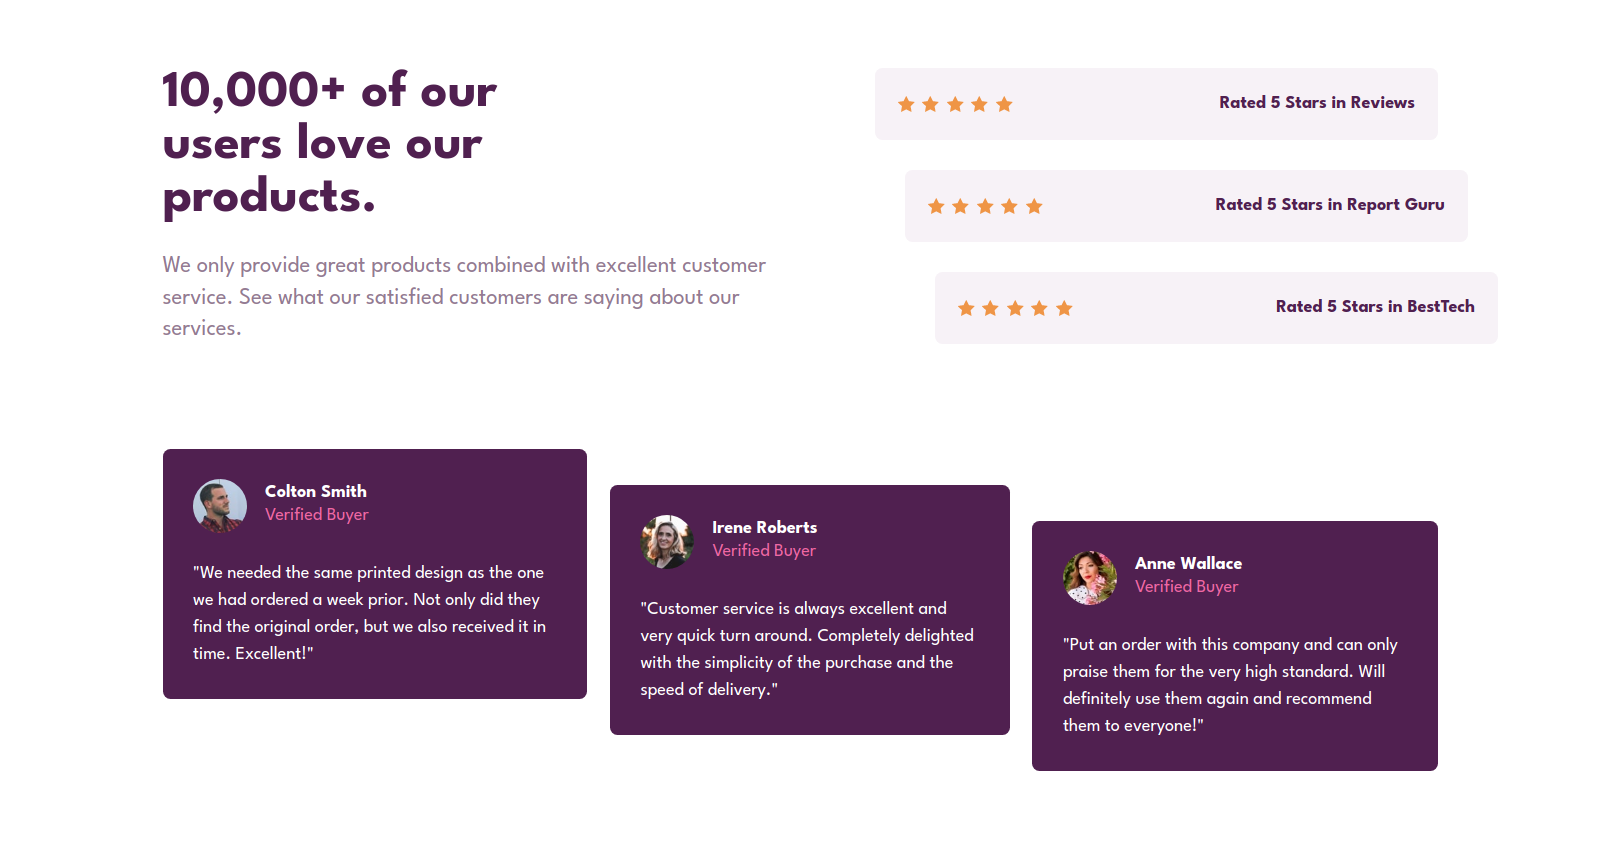 10,000+ of our
users love our
products.
We only provide great products combined with excellent customer
service. See what our satisfied customers are saying about our
services.
Rated 5 Stars in Reviews
Rated 5 Stars in Report Guru
Rated 5 Stars in BestTech
Colton Smith
Verified Buyer
"We needed the same printed design as the one
we had ordered a week prior. Not only did they
find the original order, but we also received it in
time. Excellent!"
Irene Roberts
Verified Buyer
"Customer service is always excellent and
very quick turn around. Completely delighted
with the simplicity of the purchase and the
speed of delivery."
Anne Wallace
Verified Buyer
"Put an order with this company and can only
praise them for the very high standard. Will
definitely use them again and recommend
them to everyone!"